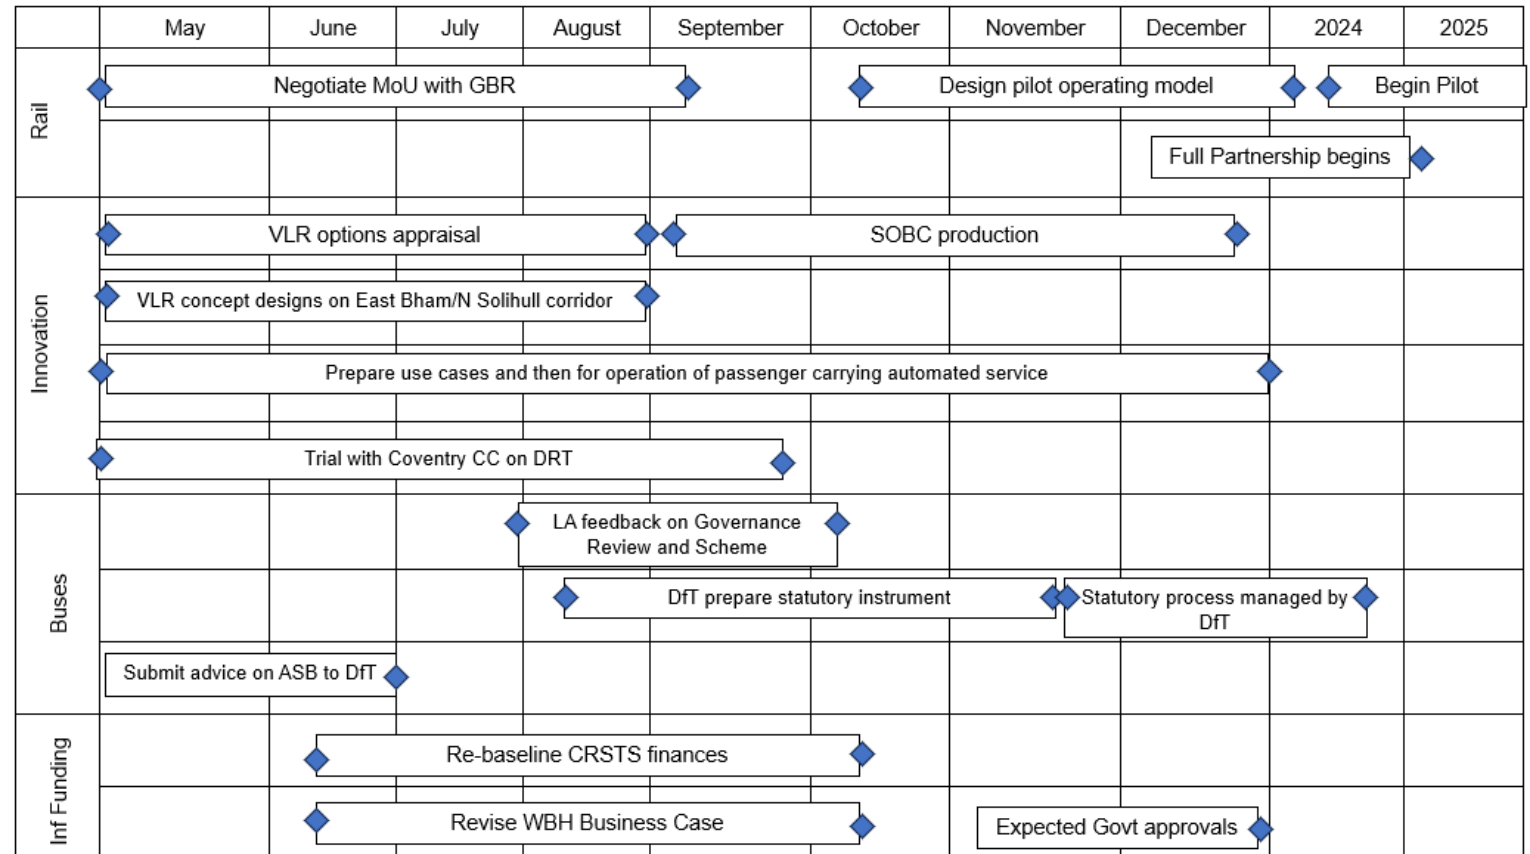 May June July August September October November December 2024 2025
Rail
Negotiate MoU with GBR Design pilot operating model Begin Pilot
Full Partnership begins
Innovation
VLR options appraisal SOBC production
VLR concept designs on East Bham/N Solihull corridor
Prepare use cases and then for operation of passenger carrying automated service
Trial with Coventry CC on DRT
Buses
LA feedback on Governance
Review and Scheme
DfT prepare statutory instrument Statutory process managed by
DfT
Submit advice on ASB to DfT
Inf Funding
Re-baseline CRSTS finances
Revise WBH Business Case Expected Govt approvals